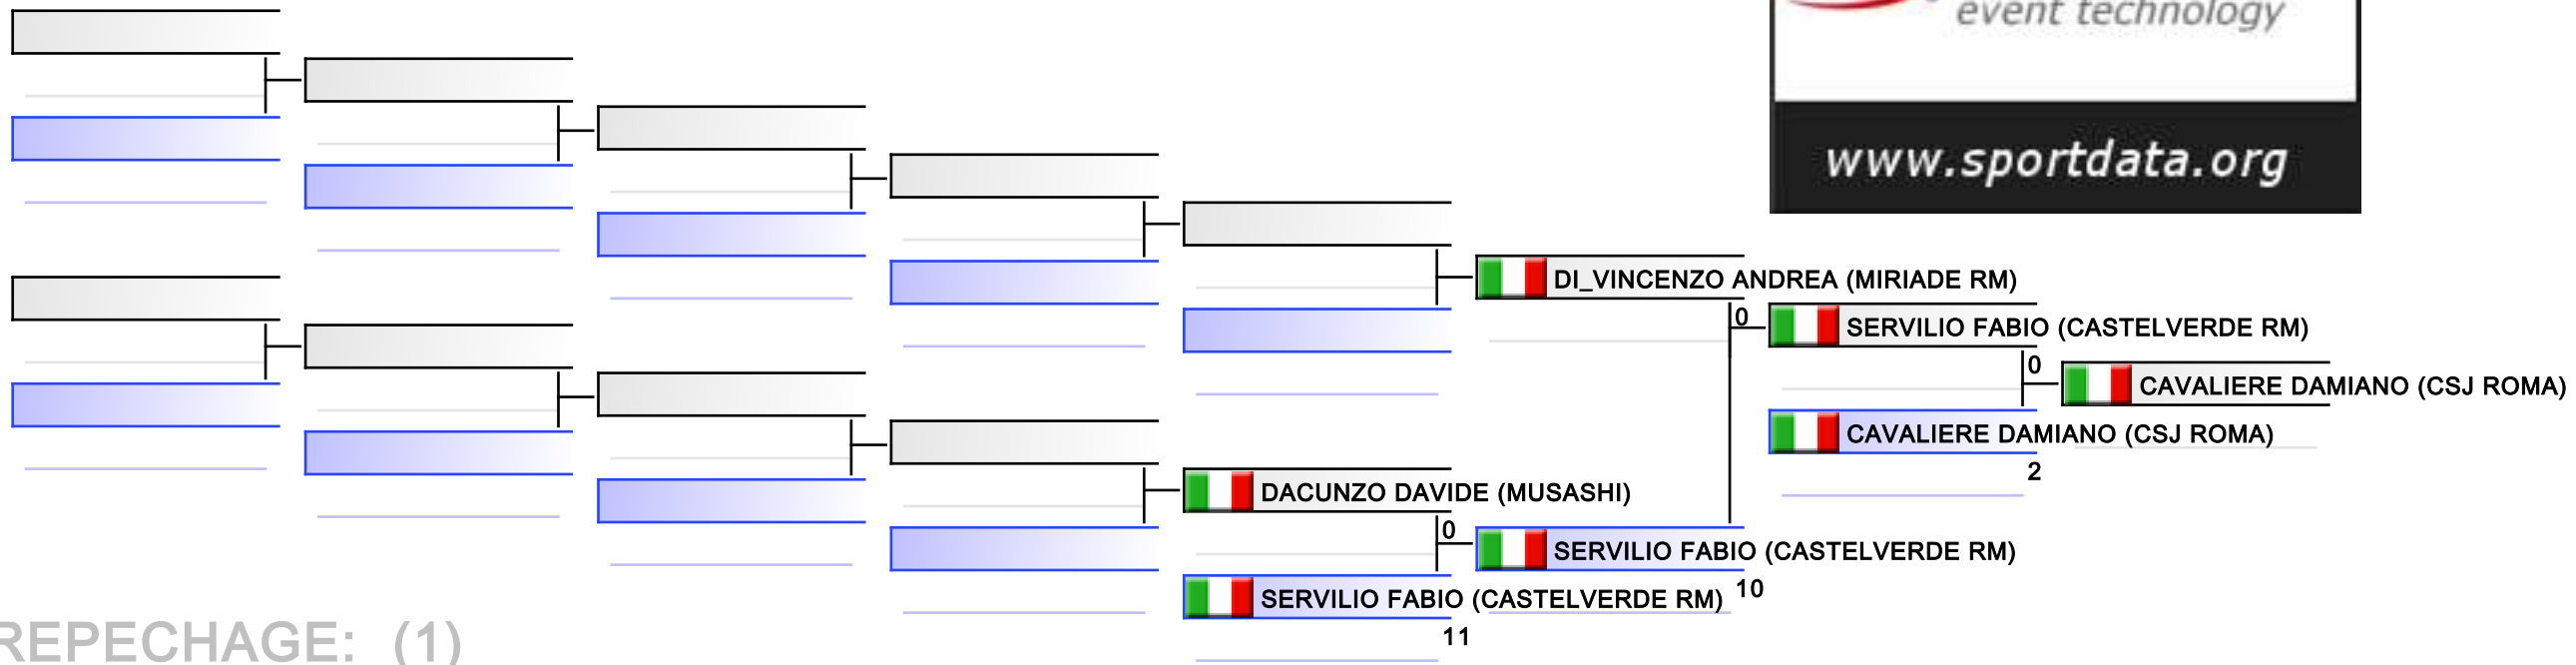 event technology
www.sportdata.org
DI_VINCENZO ANDREA (MIRIADE RM)
0
SERVILIO FABIO (CASTELVERDE RM)
0
CAVALIERE DAMIANO (CSJ ROMA)
CAVALIERE DAMIANO (CSJ ROMA)
2
DACUNZO DAVIDE (MUSASHI)
0
SERVILIO FABIO (CASTELVERDE RM)
10
SERVILIO FABIO (CASTELVERDE RM)
11
REPECHAGE: (1)